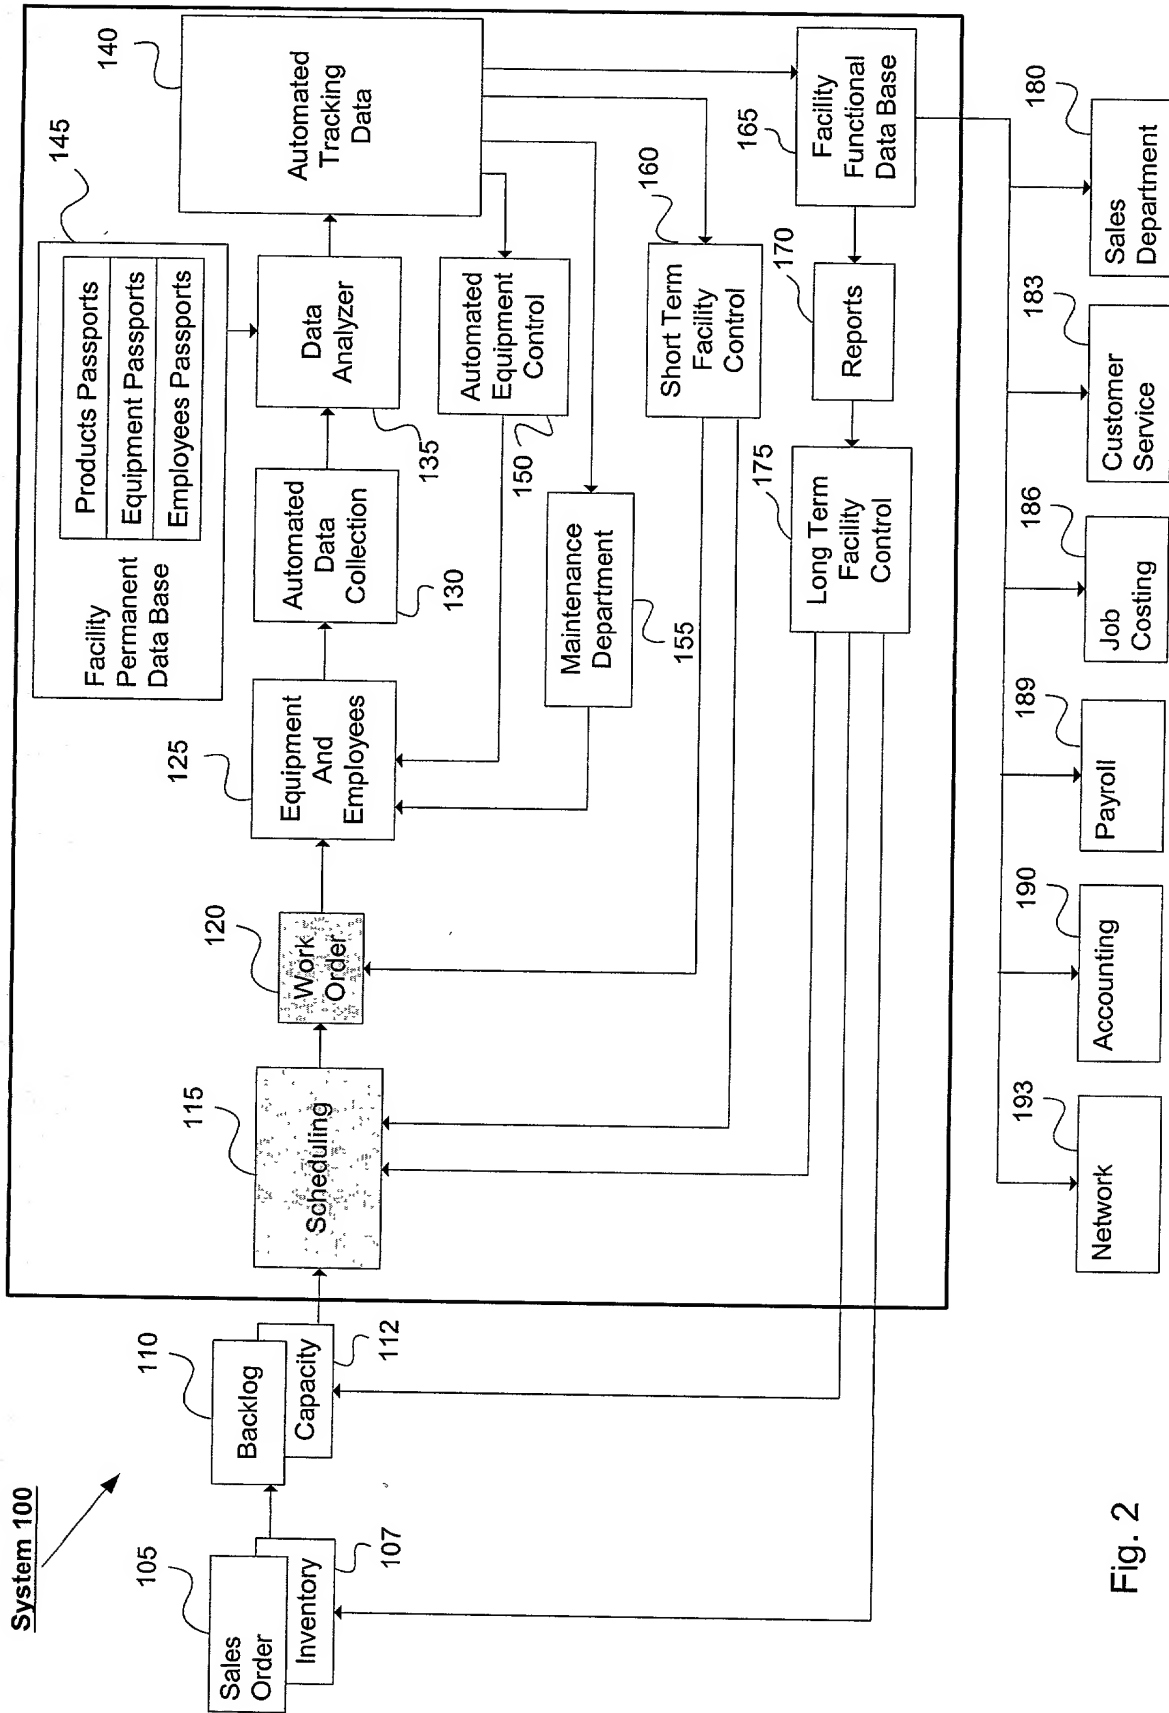 System 100
105
Sales
Order
Inventory
107
110
Backlog
Capacity
112
115
Scheduling
120
Work
Order
125
Equipment
And
Employees
Automated
Data
Collection
130
Data
Analyzer
135
140
Automated
Tracking
Data
145
Products Passports
Equipment Passports
Employees Passports
Facility
Permanent
Data Base
Automated
Equipment
Control
150
Maintenance
Department
155
160
Short Term
Facility
Control
165
Facility
Functional
Data Base
170
Reports
175
Long Term
Facility
Control
193
Network
190
Accounting
189
Payroll
186
Job
Costing
183
Customer
Service
180
Sales
Department
Fig. 2